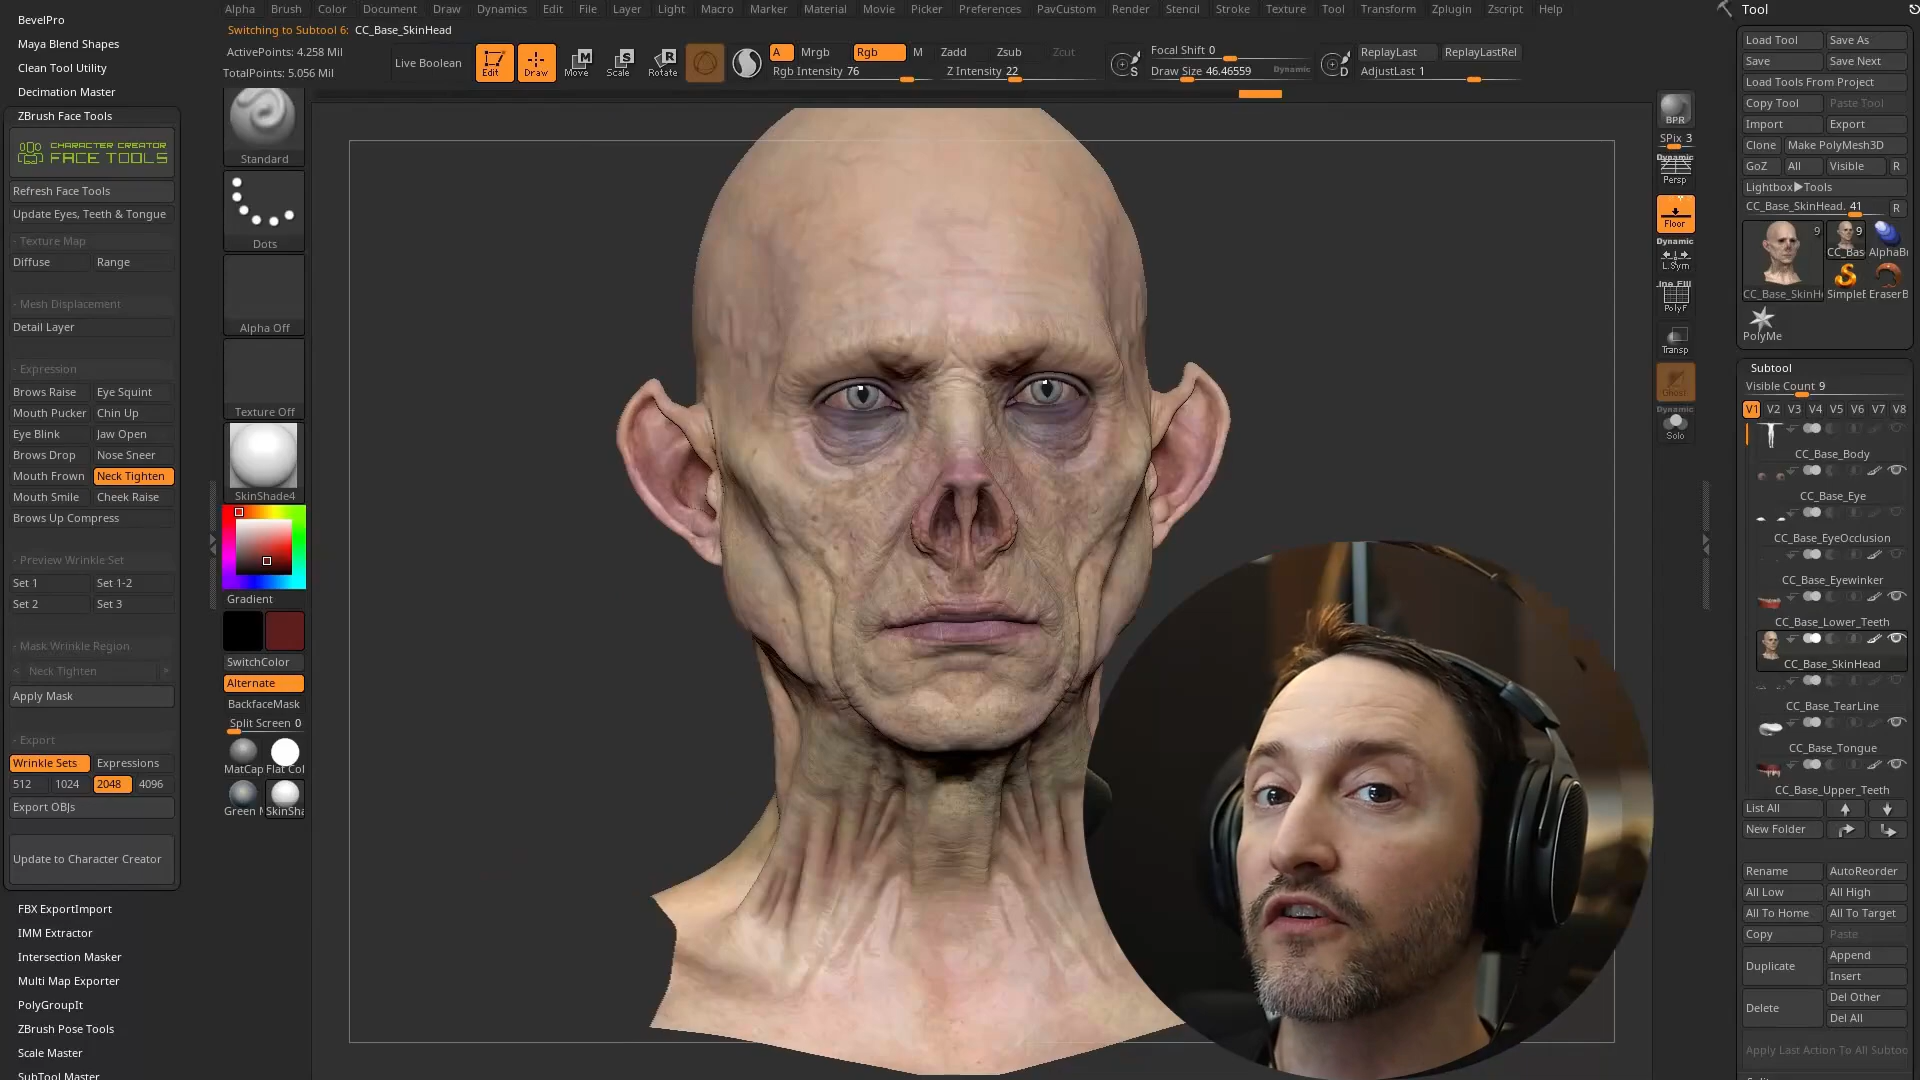 Alpha Brush Color Document Draw Dynamics Edit File Layer Light Macro Marker Material Movie Picker Preferences PavCustom Render Stencil Stroke Texture Tool Transform Zplugin Zscript Help
Switching to Subtool 6: CC_Base_SkinHead
ActivePoints: 4.258 Mil
TotalPoints: 5.056 Mil
Live Boolean
Edit
Draw
Move
Scale
Rotate
A Mrgb Rgb M Zadd Zsub Zcut
Rgb Intensity 76
Z Intensity 22
S
Focal Shift 0
Draw Size 46.46559 Dynamic
D
ReplayLast ReplayLastRel
AdjustLast 1
BevelPro
Maya Blend Shapes
Clean Tool Utility
Decimation Master
ZBrush Face Tools
CHARACTER CREATOR
FACE TOOLS
Refresh Face Tools
Update Eyes, Teeth & Tongue
- Texture Map
Diffuse Range
- Mesh Displacement
Detail Layer
- Expression
Brows Raise Eye Squint
Mouth Pucker Chin Up
Eye Blink Jaw Open
Brows Drop Nose Sneer
Mouth Frown Neck Tighten
Mouth Smile Cheek Raise
Brows Up Compress
- Preview Wrinkle Set
Set 1 Set 1-2
Set 2 Set 3
- Mask Wrinkle Region
< Neck Tighten >
Apply Mask
- Export
Wrinkle Sets Expressions
512 1024 2048 4096
Export OBJs
Update to Character Creator
FBX ExportImport
IMM Extractor
Intersection Masker
Multi Map Exporter
PolyGroupIt
ZBrush Pose Tools
Scale Master
SubTool Master
Standard
Dots
Alpha Off
Texture Off
SkinShade4
Gradient
SwitchColor
Alternate
BackfaceMask
Split Screen 0
MatCap Flat Col
Green M SkinSha
BPR
SPix 3
Dynamic
Persp
Floor
Dynamic
L.Sym
Line Fill
PolyF
Transp
Ghost
Dynamic
Solo
Tool
Load Tool Save As
Save Save Next
Load Tools From Project
Copy Tool Paste Tool
Import Export
Clone Make PolyMesh3D
GoZ All Visible R
Lightbox▶Tools
CC_Base_SkinHead. 41 R
9 9
CC_Bas AlphaB
CC_Base_SkinH SimpleB EraserB
PolyMe
Subtool
Visible Count 9
V1 V2 V3 V4 V5 V6 V7 V8
CC_Base_Body
CC_Base_Eye
CC_Base_EyeOcclusion
CC_Base_Eyewinker
CC_Base_Lower_Teeth
CC_Base_SkinHead
CC_Base_TearLine
CC_Base_Tongue
CC_Base_Upper_Teeth
List All
New Folder
Rename AutoReorder
All Low All High
All To Home All To Target
Copy Paste
Duplicate Append
Insert
Delete Del Other
Del All
Apply Last Action To All Subtoo